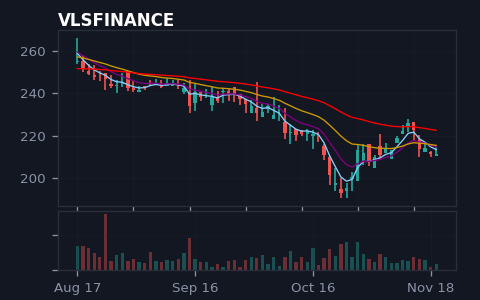 VLSFINANCE
260
240
220
200
Aug 17
Sep 16
Oct 16
Nov 18